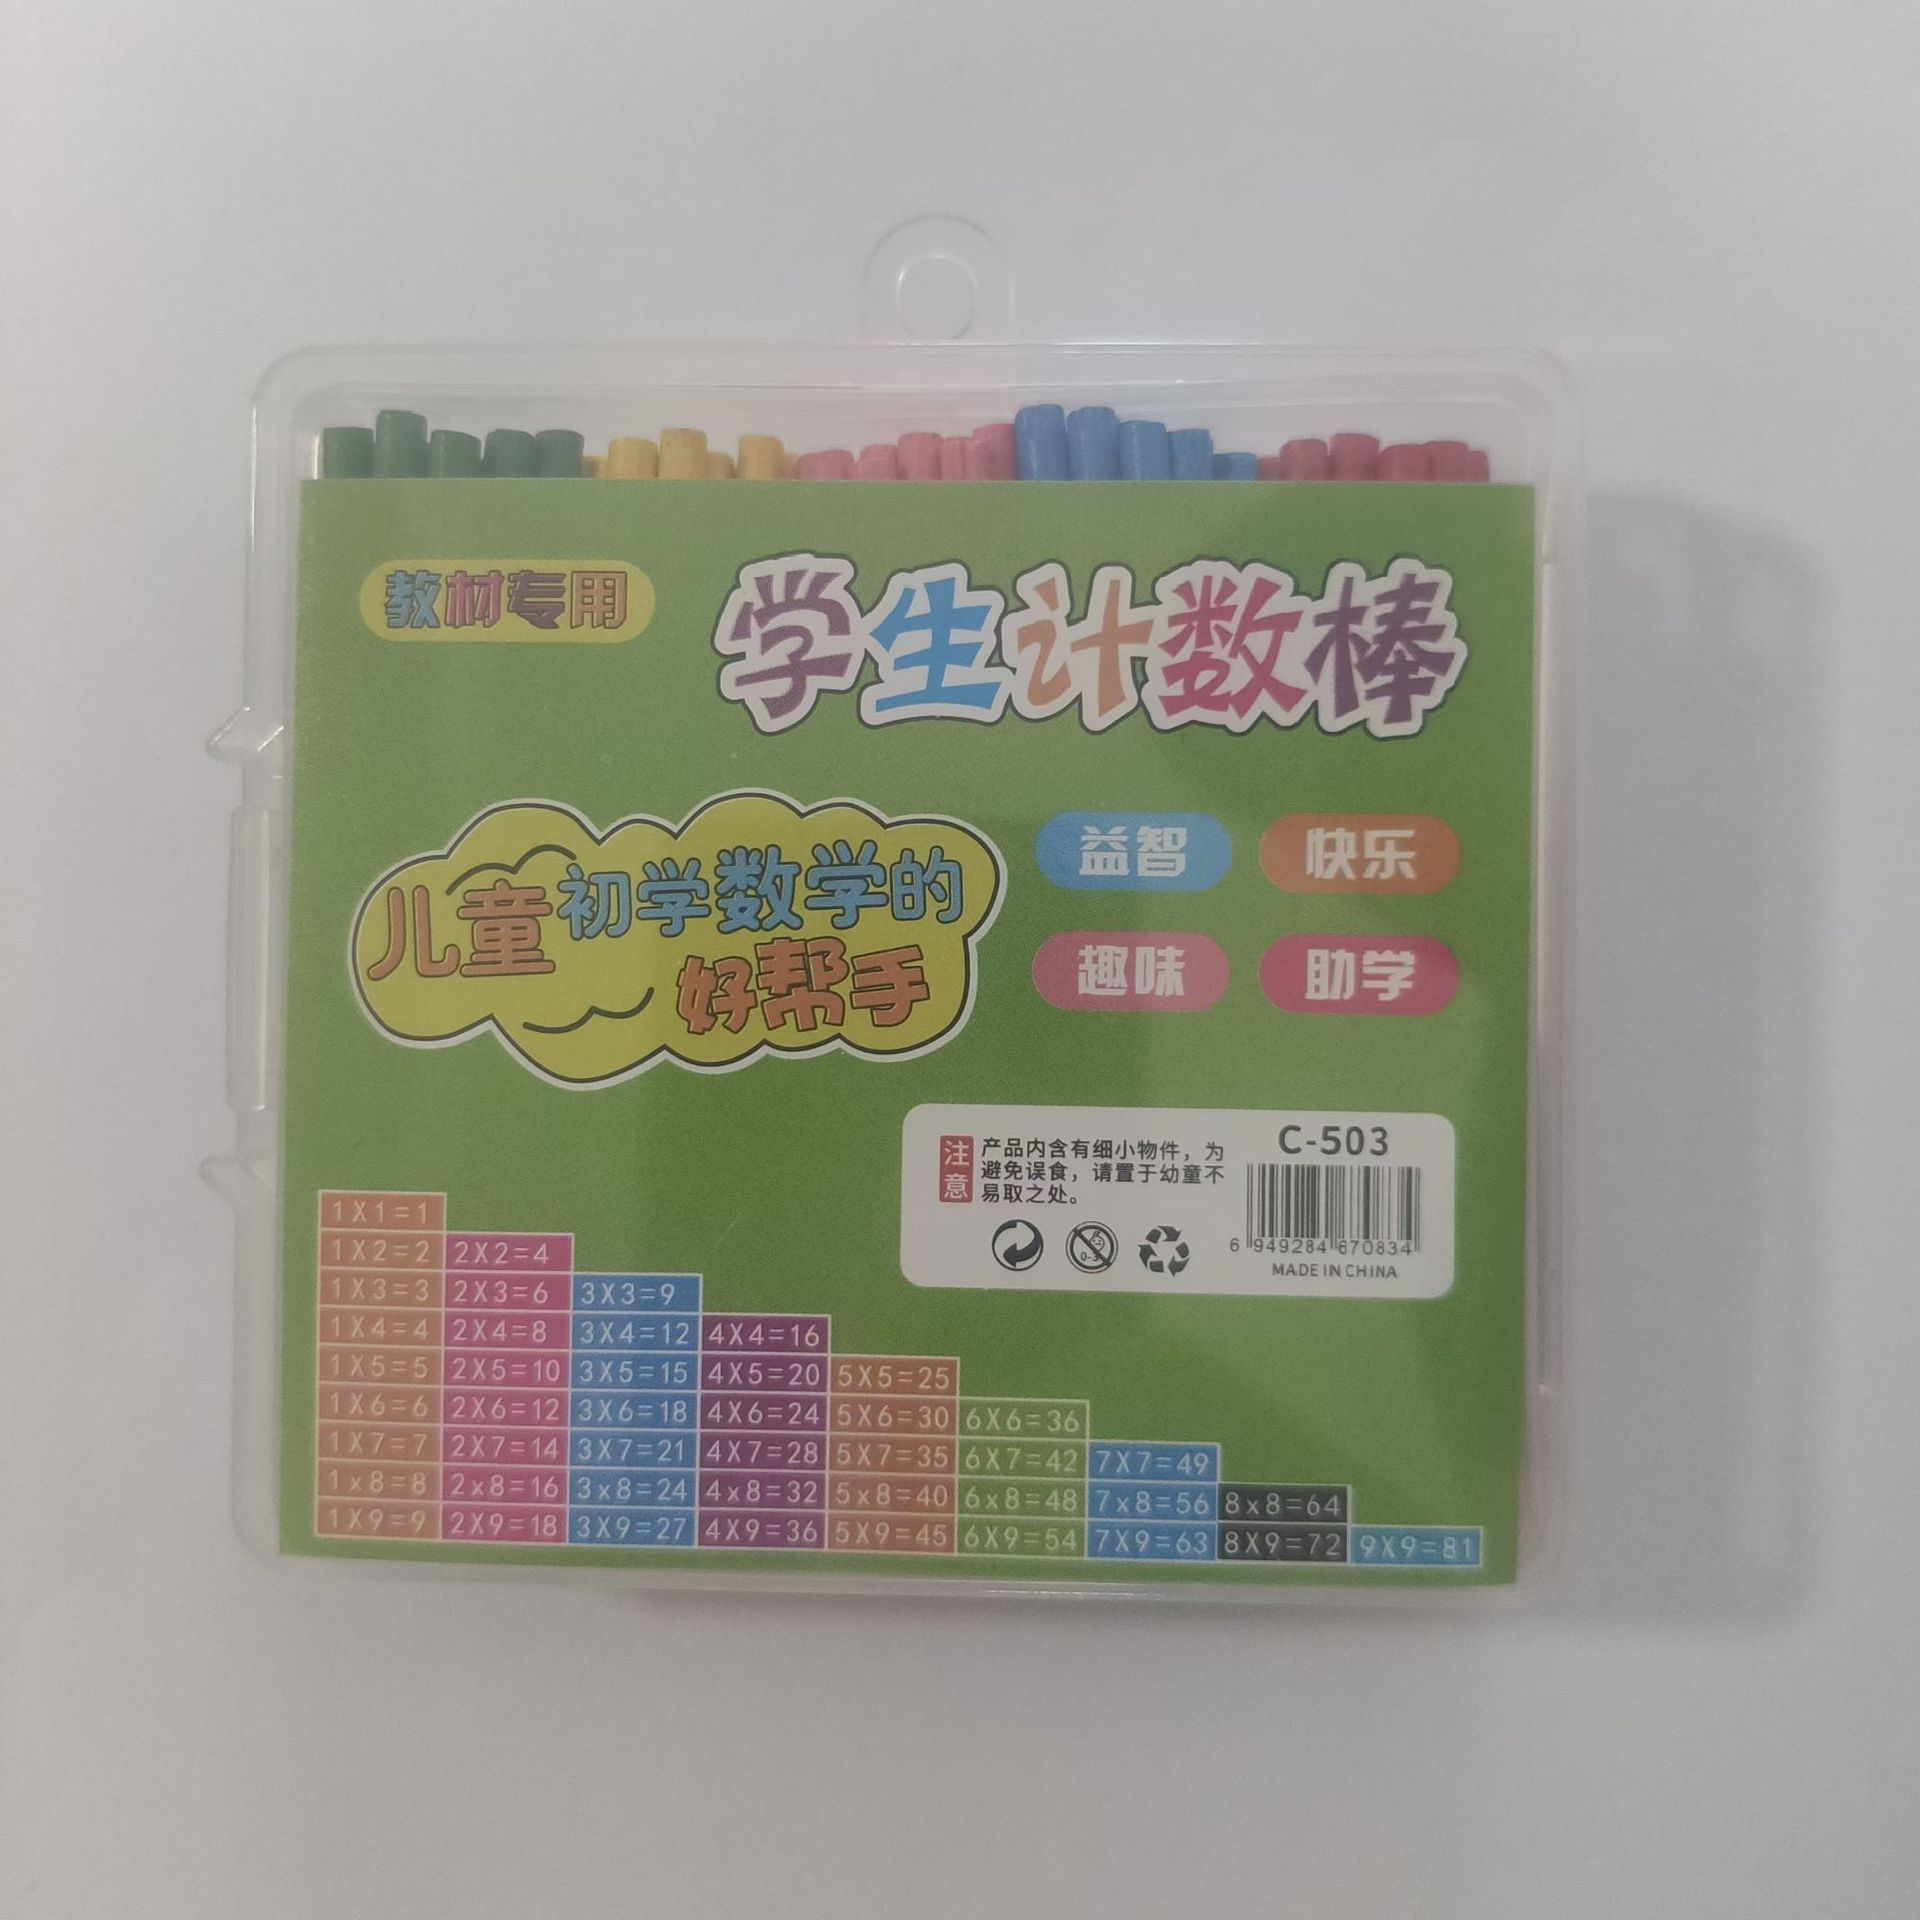 教材专用
学生计数棒
儿童初学数学的
好帮手
益智 快乐
趣味 助学
注意
产品内含有细小物件，为
避免误食，请置于幼童不
易取之处。
C-503
0-3
6 949284 670834
MADE IN CHINA
1X1=1
1X2=2 2X2=4
1X3=3 2X3=6 3X3=9
1X4=4 2X4=8 3X4=12 4X4=16
1X5=5 2X5=10 3X5=15 4X5=20 5X5=25
1X6=6 2X6=12 3X6=18 4X6=24 5X6=30 6X6=36
1X7=7 2X7=14 3X7=21 4X7=28 5X7=35 6X7=42 7X7=49
1x8=8 2x8=16 3x8=24 4x8=32 5x8=40 6x8=48 7x8=56 8x8=64
1X9=9 2X9=18 3X9=27 4X9=36 5X9=45 6X9=54 7X9=63 8X9=72 9X9=81